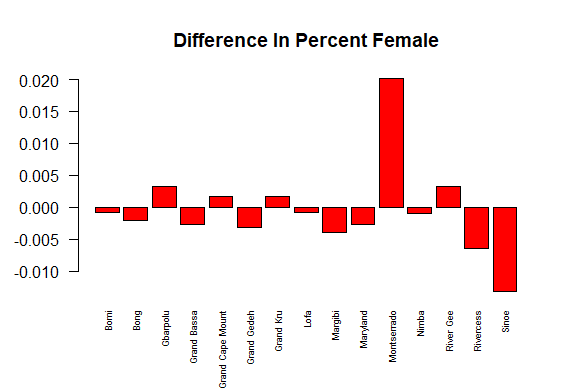 Difference In Percent Female
0.020
0.015
0.010
0.005
0.000
-0.005
-0.010
Bomi
Bong
Gbarpolu
Grand Bassa
Grand Cape Mount
Grand Gedeh
Grand Kru
Lofa
Margibi
Maryland
Montserrado
Nimba
River Gee
Rivercess
Sinoe